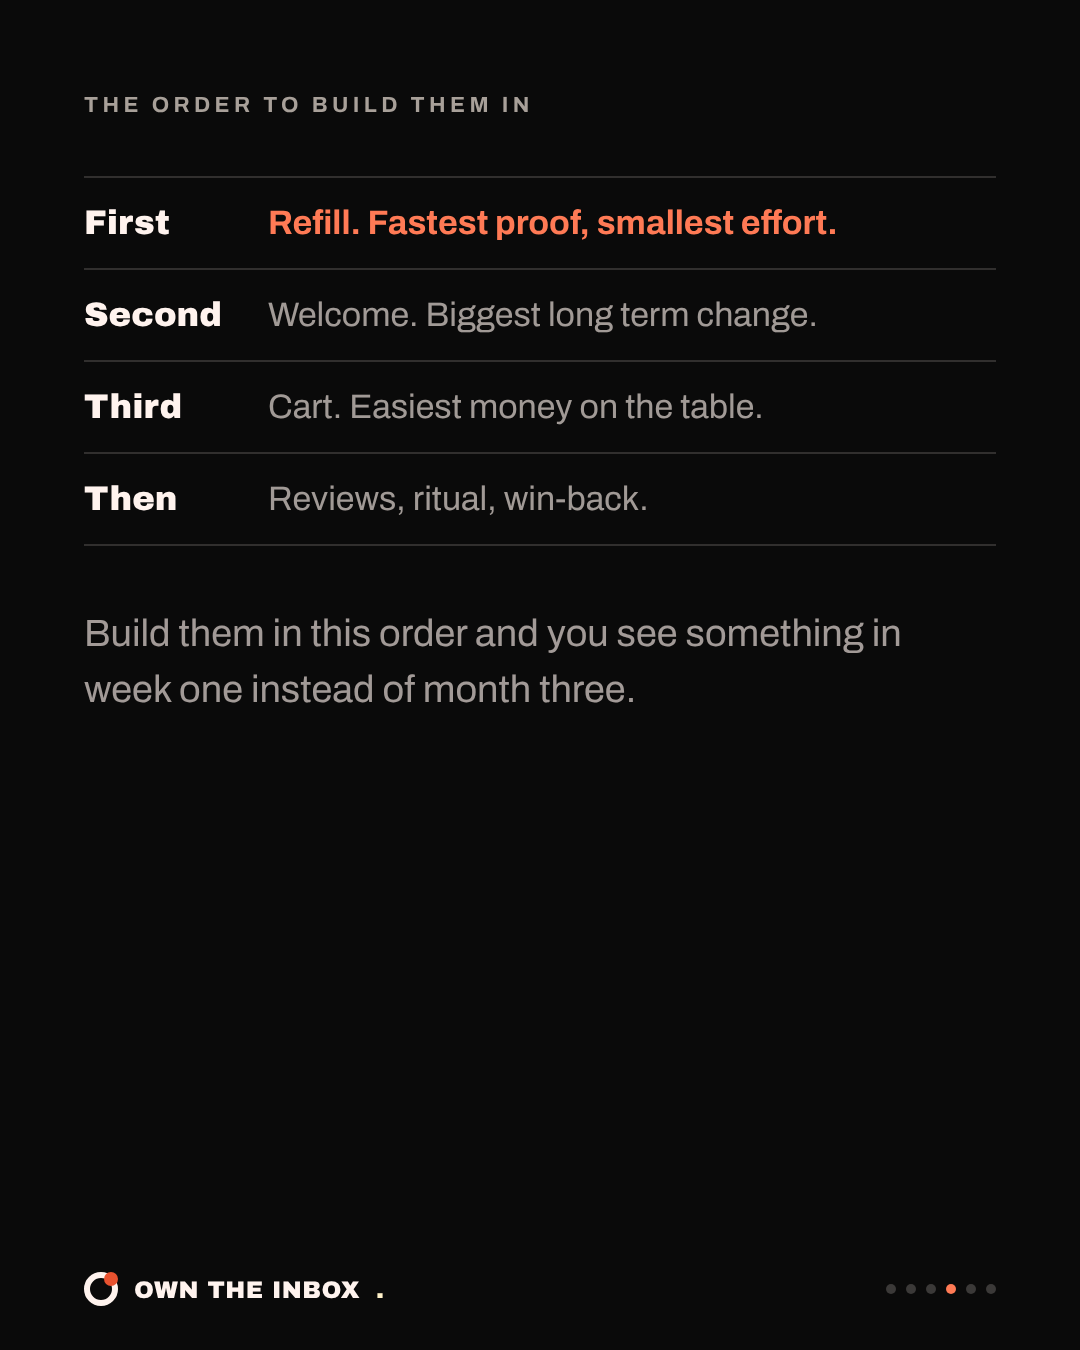 THE ORDER TO BUILD THEM IN
First Refill. Fastest proof, smallest effort.
Second Welcome. Biggest long term change.
Third Cart. Easiest money on the table.
Then Reviews, ritual, win-back.
Build them in this order and you see something in
week one instead of month three.
OWN THE INBOX .